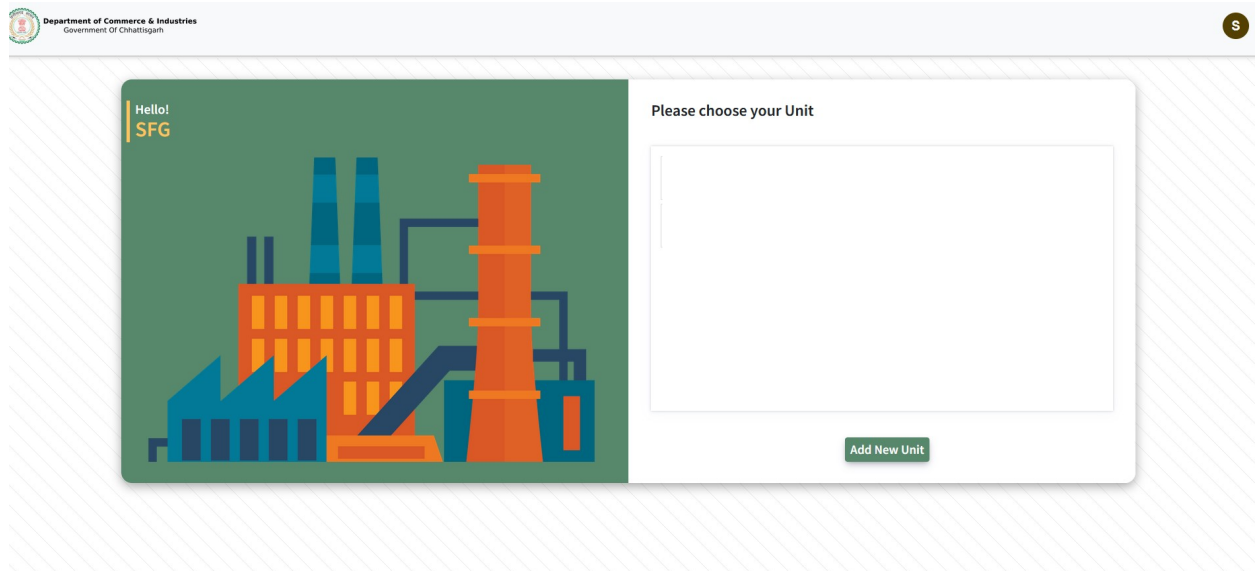 Department of Commerce & Industries
Government Of Chhattisgarh
S
Hello!
SFG
Please choose your Unit
Add New Unit